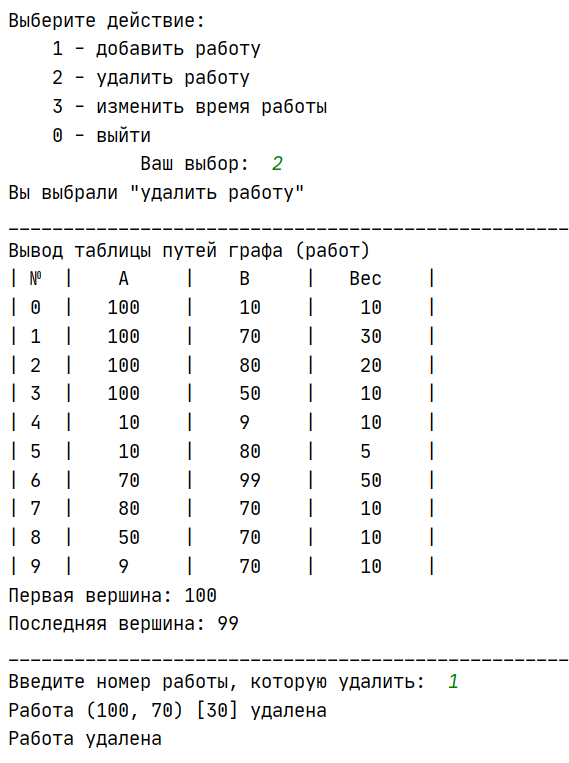 Выберите действие:
    1 - добавить работу
    2 - удалить работу
    3 - изменить время работы
    0 - выйти
            Ваш выбор:  2
Вы выбрали "удалить работу"
___________________________________________________
Вывод таблицы путей графа (работ)
| №  |    A     |    B     |   Вес    |
| 0  |   100    |    10    |    10    |
| 1  |   100    |    70    |    30    |
| 2  |   100    |    80    |    20    |
| 3  |   100    |    50    |    10    |
| 4  |    10    |    9     |    10    |
| 5  |    10    |    80    |    5     |
| 6  |    70    |    99    |    50    |
| 7  |    80    |    70    |    10    |
| 8  |    50    |    70    |    10    |
| 9  |    9     |    70    |    10    |
Первая вершина: 100
Последняя вершина: 99
___________________________________________________
Введите номер работы, которую удалить:  1
Работа (100, 70) [30] удалена
Работа удалена